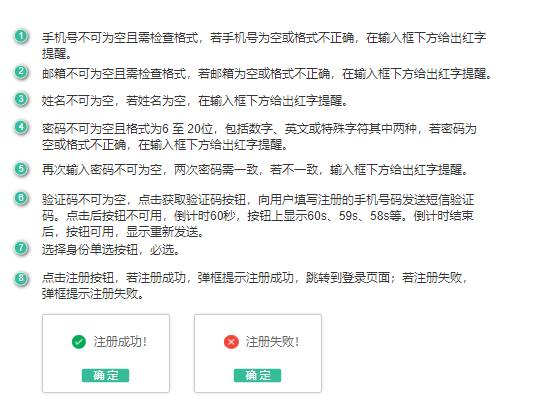 1 手机号不可为空且需检查格式，若手机号为空或格式不正确，在输入框下方给出红字
提醒。
2 邮箱不可为空且需检查格式，若邮箱为空或格式不正确，在输入框下方给出红字提醒。
3 姓名不可为空，若姓名为空，在输入框下方给出红字提醒。
4 密码不可为空且格式为6 至 20位，包括数字、英文或特殊字符其中两种，若密码为
空或格式不正确，在输入框下方给出红字提醒。
5 再次输入密码不可为空，两次密码需一致，若不一致，输入框下方给出红字提醒。
6 验证码不可为空，点击获取验证码按钮，向用户填写注册的手机号码发送短信验证
码。点击后按钮不可用，倒计时60秒，按钮上显示60s、59s、58s等。倒计时结束
后，按钮可用，显示重新发送。
7 选择身份单选按钮，必选。
8 点击注册按钮，若注册成功，弹框提示注册成功，跳转到登录页面；若注册失败，
弹框提示注册失败。
注册成功！ 注册失败！
确定 确定